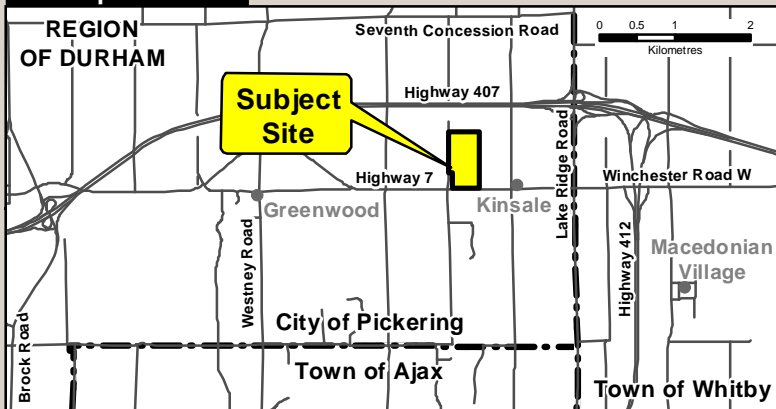 REGION
OF DURHAM
Seventh Concession Road
0 0.5 1 2
Kilometres
Subject
Site
Highway 407
Lake Ridge Road
Highway 7
Winchester Road W
Greenwood
Kinsale
Westney Road
Highway 412
Macedonian
Village
Brock Road
City of Pickering
Town of Ajax
Town of Whitby